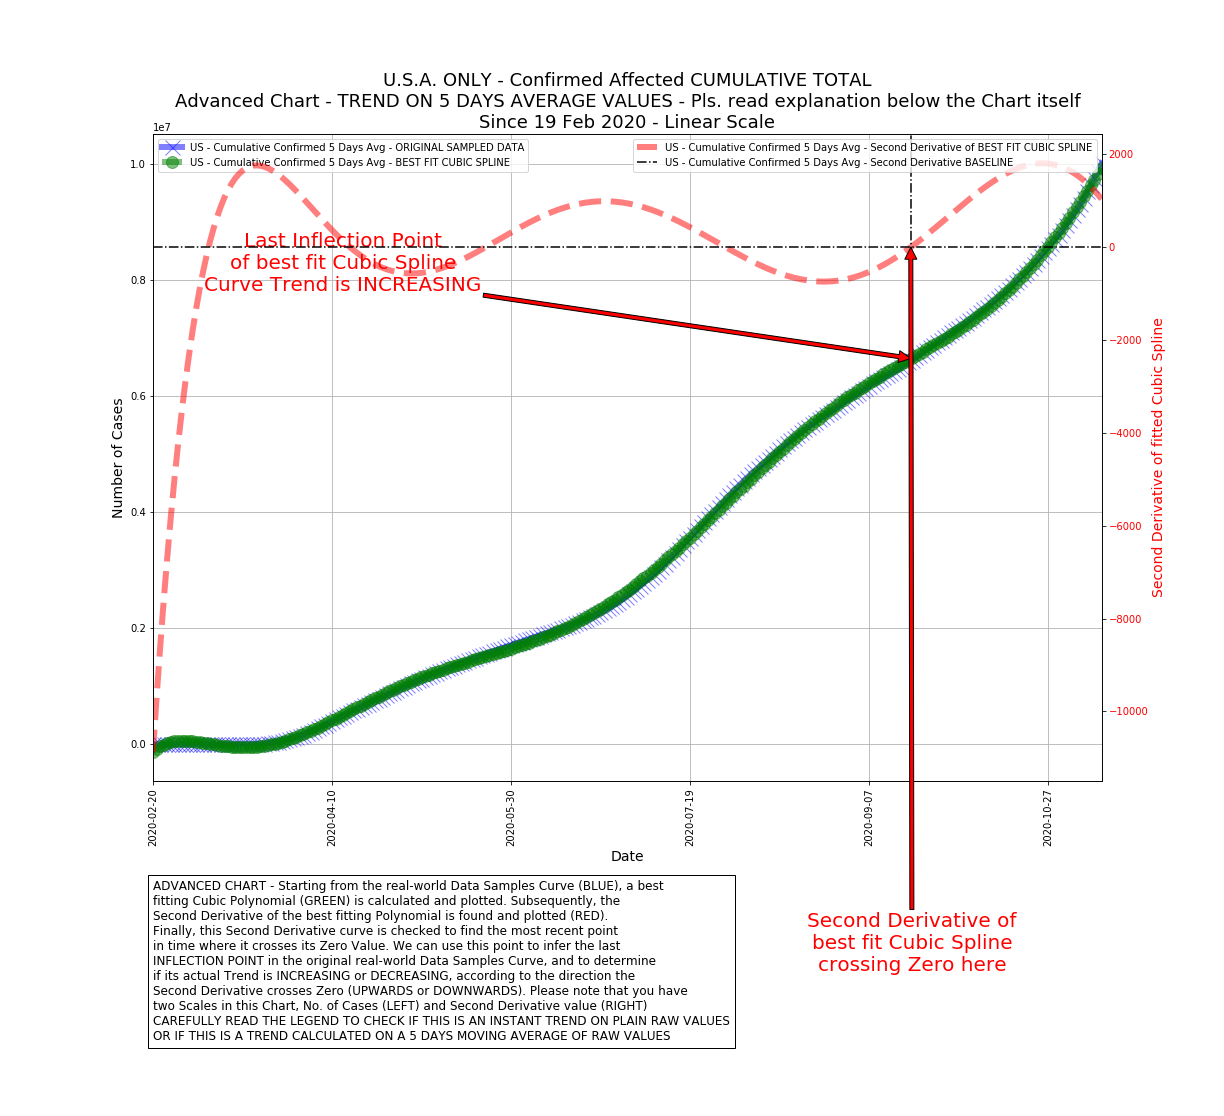 U.S.A. ONLY - Confirmed Affected CUMULATIVE TOTAL
Advanced Chart - TREND ON 5 DAYS AVERAGE VALUES - Pls. read explanation below the Chart itself
Since 19 Feb 2020 - Linear Scale
1e7
US - Cumulative Confirmed 5 Days Avg - ORIGINAL SAMPLED DATA
US - Cumulative Confirmed 5 Days Avg - BEST FIT CUBIC SPLINE
US - Cumulative Confirmed 5 Days Avg - Second Derivative of BEST FIT CUBIC SPLINE
US - Cumulative Confirmed 5 Days Avg - Second Derivative BASELINE
1.0
0.8
0.6
0.4
0.2
0.0
Number of Cases
Last Inflection Point
of best fit Cubic Spline
Curve Trend is INCREASING
2000
0
−2000
−4000
−6000
−8000
−10000
Second Derivative of fitted Cubic Spline
2020-02-20
2020-04-10
2020-05-30
2020-07-19
2020-09-07
2020-10-27
Date
ADVANCED CHART - Starting from the real-world Data Samples Curve (BLUE), a best
fitting Cubic Polynomial (GREEN) is calculated and plotted. Subsequently, the
Second Derivative of the best fitting Polynomial is found and plotted (RED).
Finally, this Second Derivative curve is checked to find the most recent point
in time where it crosses its Zero Value. We can use this point to infer the last
INFLECTION POINT in the original real-world Data Samples Curve, and to determine
if its actual Trend is INCREASING or DECREASING, according to the direction the
Second Derivative crosses Zero (UPWARDS or DOWNWARDS). Please note that you have
two Scales in this Chart, No. of Cases (LEFT) and Second Derivative value (RIGHT)
CAREFULLY READ THE LEGEND TO CHECK IF THIS IS AN INSTANT TREND ON PLAIN RAW VALUES
OR IF THIS IS A TREND CALCULATED ON A 5 DAYS MOVING AVERAGE OF RAW VALUES
Second Derivative of
best fit Cubic Spline
crossing Zero here